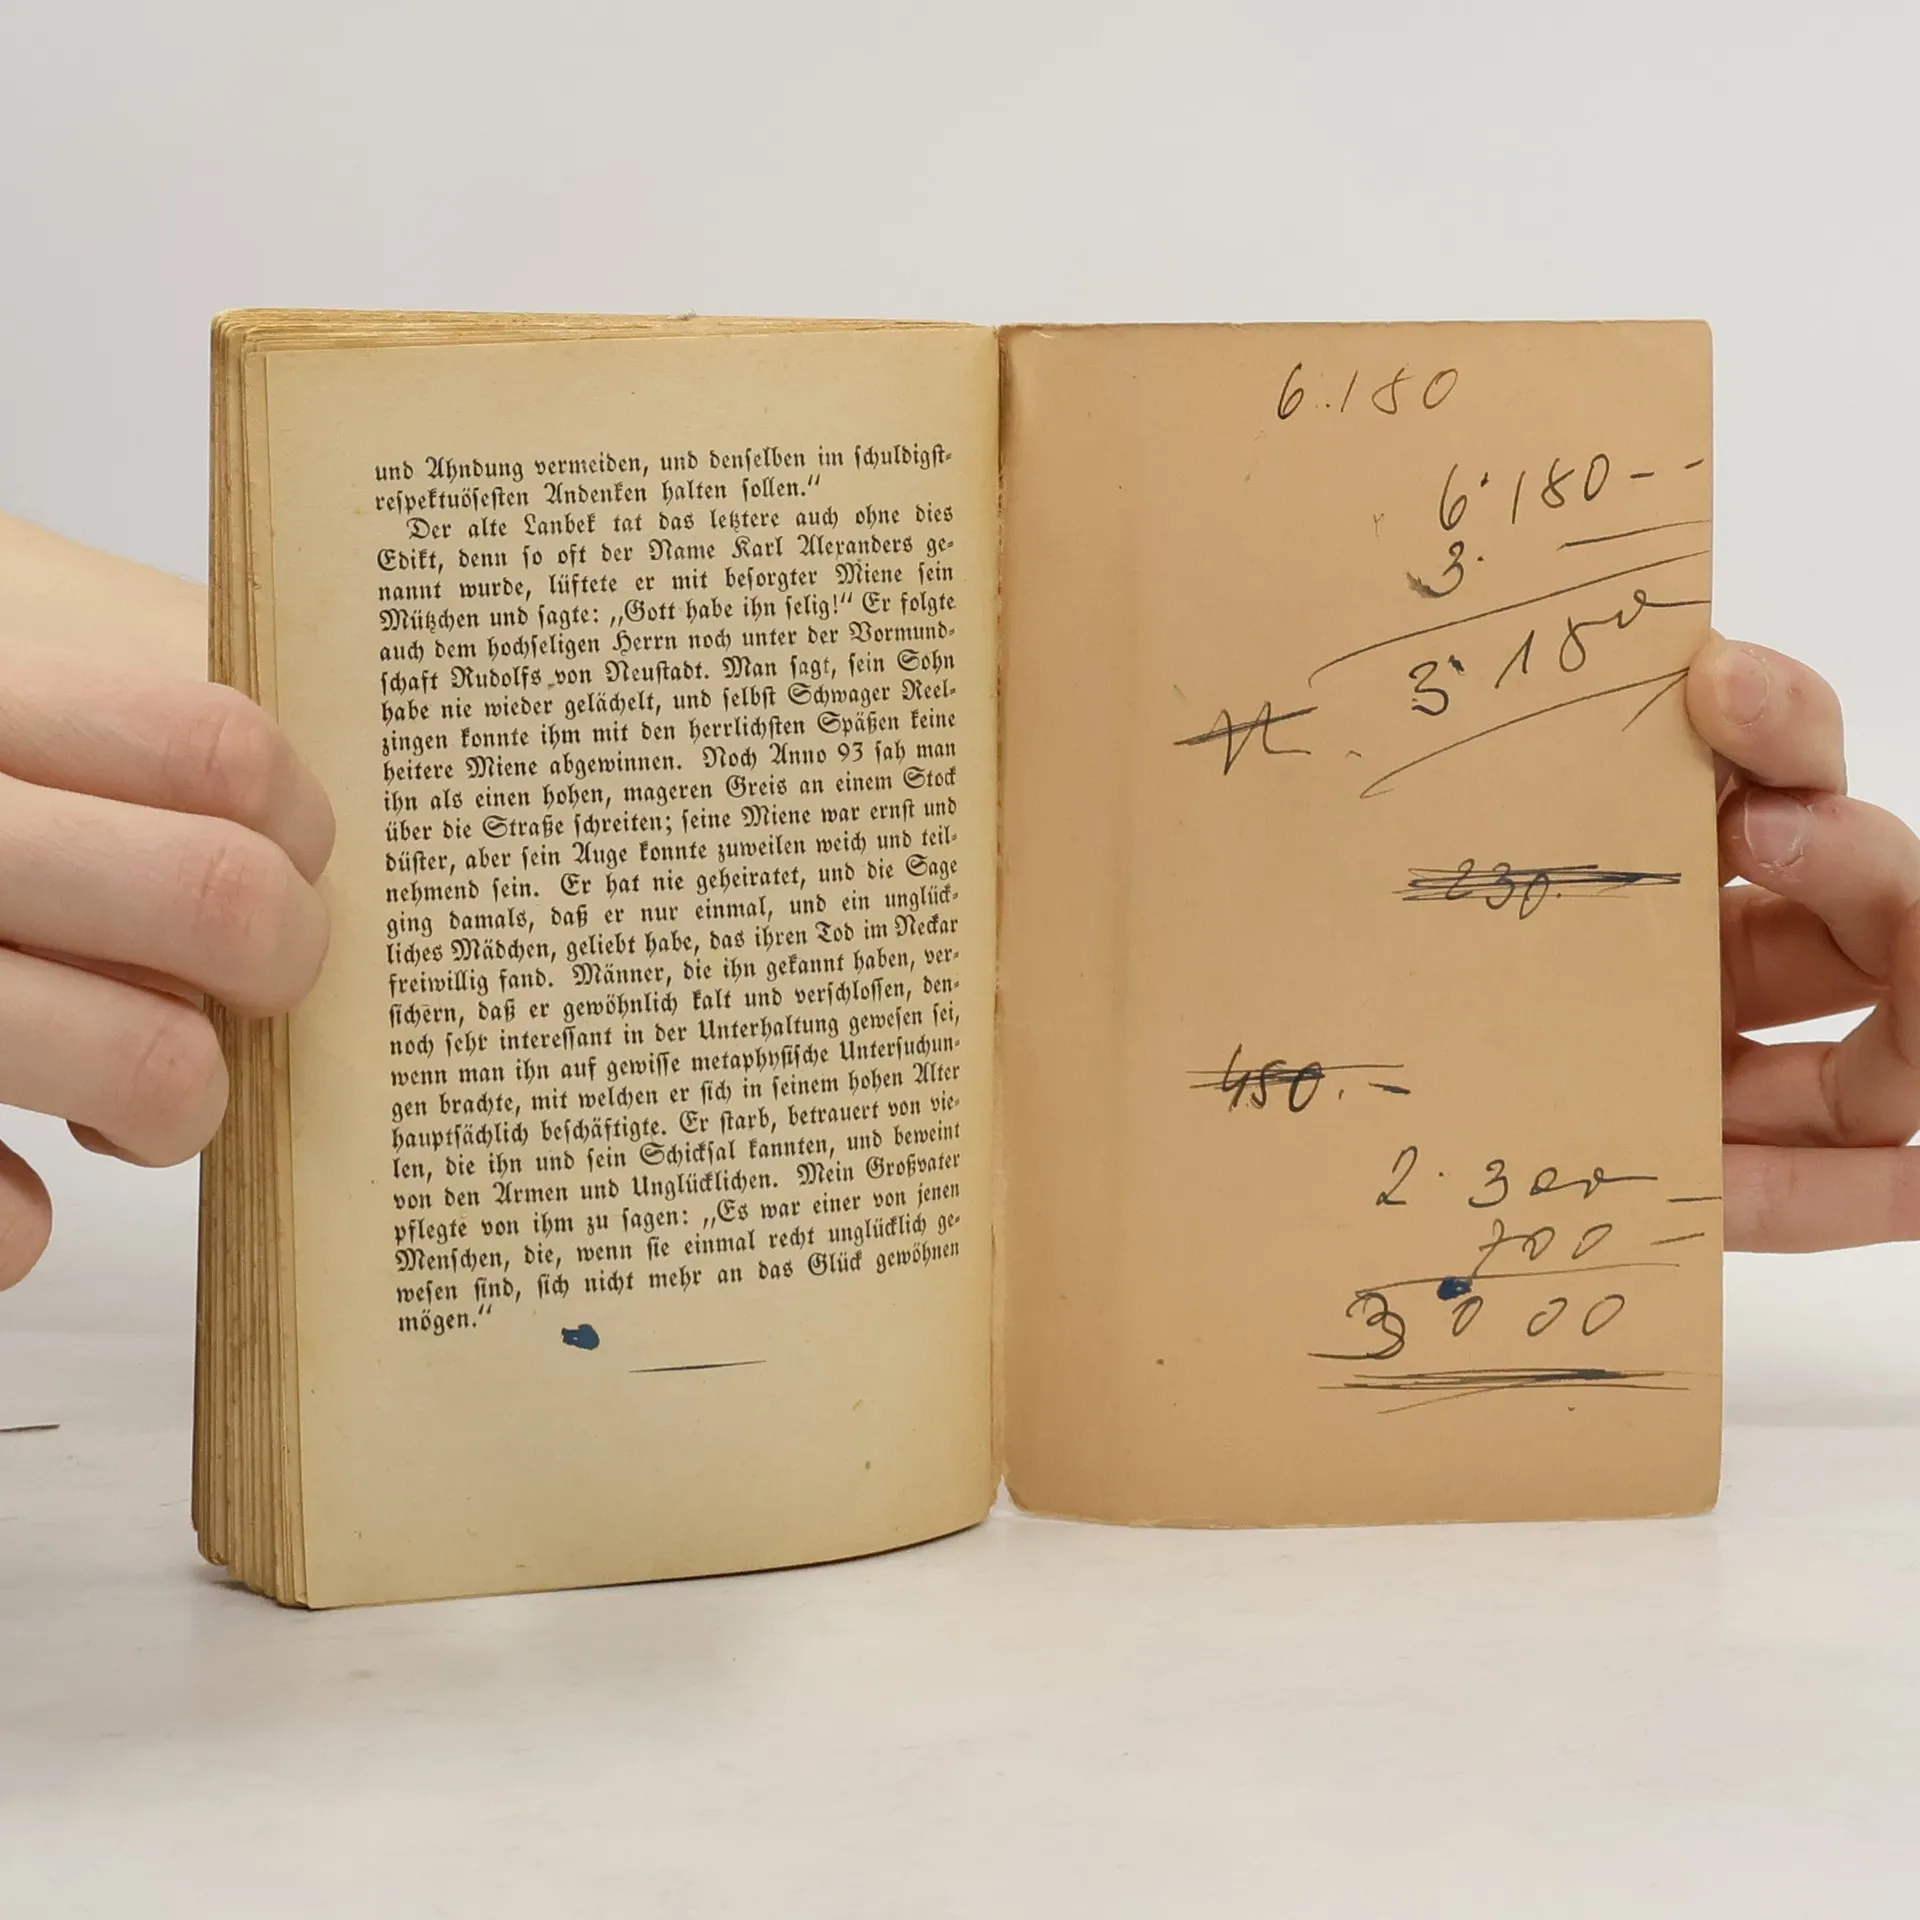 und Ahndung vermeiden, und denselben im schuldigst-
respektuösesten Andenken halten sollen.“
Der alte Lanbek tat das letztere auch ohne dies
Edikt, denn so oft der Name Karl Alexanders ge-
nannt wurde, lüftete er mit besorgter Miene sein
Mützchen und sagte: „Gott habe ihn selig!“ Er folgte
auch dem hochseligen Herrn noch unter der Vormund-
schaft Rudolfs von Neustadt. Man sagt, sein Sohn
habe nie wieder gelächelt, und selbst Schwager Reel-
zingen konnte ihm mit den herrlichsten Späßen keine
heitere Miene abgewinnen. Noch Anno 93 sah man
ihn als einen hohen, mageren Greis an einem Stock
über die Straße schreiten; seine Miene war ernst und
düster, aber sein Auge konnte zuweilen weich und teil-
nehmend sein. Er hat nie geheiratet, und die Sage
ging damals, daß er nur einmal, und ein unglück-
liches Mädchen, geliebt habe, das ihren Tod im Neckar
freiwillig fand. Männer, die ihn gekannt haben, ver-
sichern, daß er gewöhnlich kalt und verschlossen, den-
noch sehr interessant in der Unterhaltung gewesen sei,
wenn man ihn auf gewisse metaphysische Untersuchun-
gen brachte, mit welchen er sich in seinem hohen Alter
hauptsächlich beschäftigte. Er starb, betrauert von vie-
len, die ihn und sein Schicksal kannten, und beweint
von den Armen und Unglücklichen. Mein Großvater
pflegte von ihm zu sagen: „Es war einer von jenen
Menschen, die, wenn sie einmal recht unglücklich ge-
wesen sind, sich nicht mehr an das Glück gewöhnen
mögen.“
6.180
6.180--
3.
3.180
230.
450.-
2.300-
700-
3000